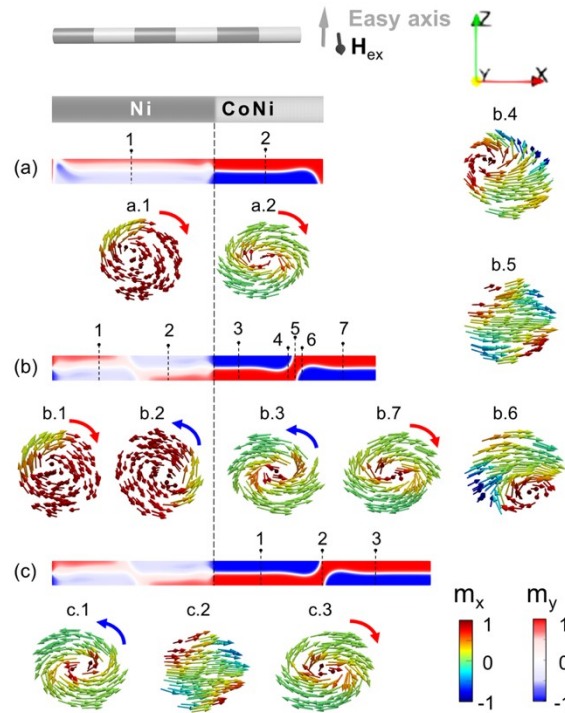 Easy axis
Hex
Z
Y
X
Ni
CoNi
(a)
1
2
a.1
a.2
b.4
b.5
(b)
1
2
3
4
5
6
7
b.1
b.2
b.3
b.7
b.6
(c)
1
2
3
c.1
c.2
c.3
mx
my
1
0
-1
1
0
-1